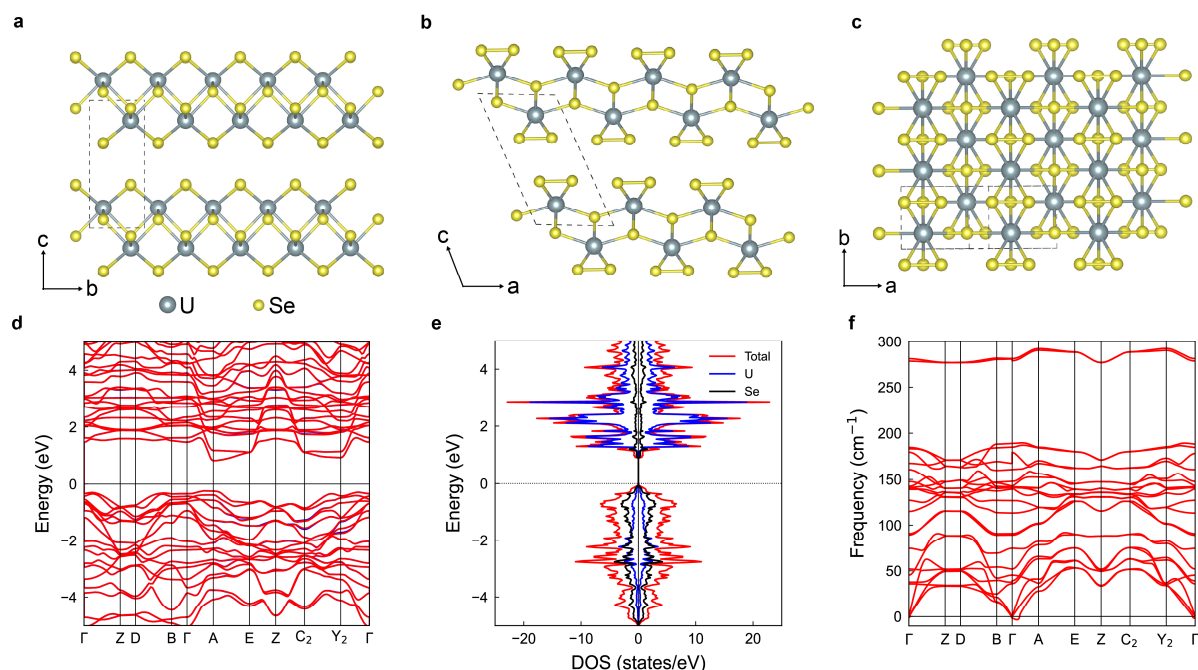 a
b
c
c
b
U
Se
c
a
b
a
d
e
f
Energy (eV)
4
2
0
−2
−4
Γ Z D B Γ A E Z C₂ Y₂ Γ
Energy (eV)
4
2
0
−2
−4
Total
U
Se
−20 −10 0 10 20
DOS (states/eV)
Frequency (cm⁻¹)
300
250
200
150
100
50
0
Γ Z D B Γ A E Z C₂ Y₂ Γ